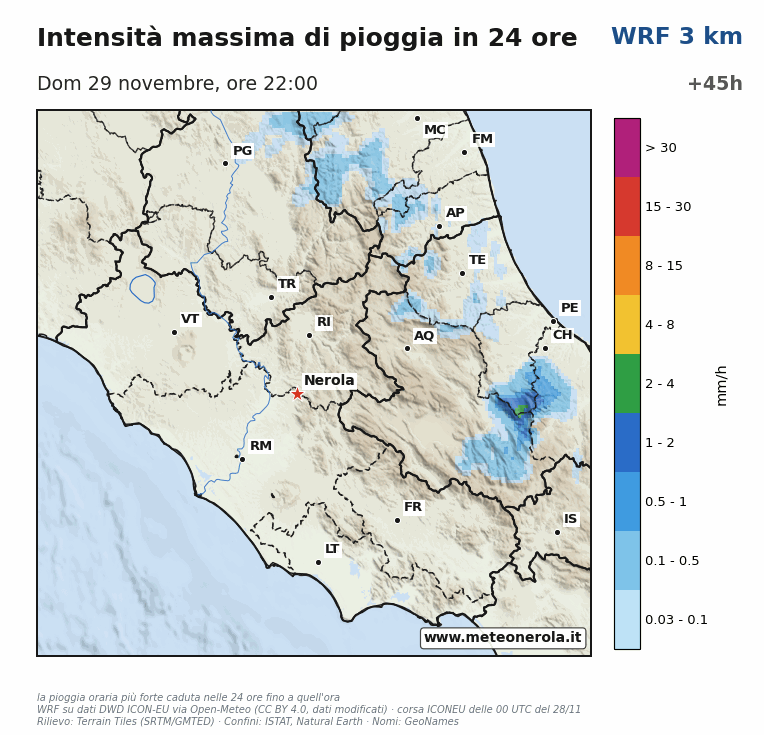 Intensità massima di pioggia in 24 ore
WRF 3 km
Dom 29 novembre, ore 22:00
+45h
MC
FM
PG
AP
TE
TR
PE
VT
RI
AQ
CH
Nerola
RM
FR
IS
LT
www.meteonerola.it
> 30
15 - 30
8 - 15
4 - 8
2 - 4
1 - 2
0.5 - 1
0.1 - 0.5
0.03 - 0.1
mm/h
la pioggia oraria più forte caduta nelle 24 ore fino a quell'ora
WRF su dati DWD ICON-EU via Open-Meteo (CC BY 4.0, dati modificati) · corsa ICONEU delle 00 UTC del 28/11
Rilievo: Terrain Tiles (SRTM/GMTED) · Confini: ISTAT, Natural Earth · Nomi: GeoNames